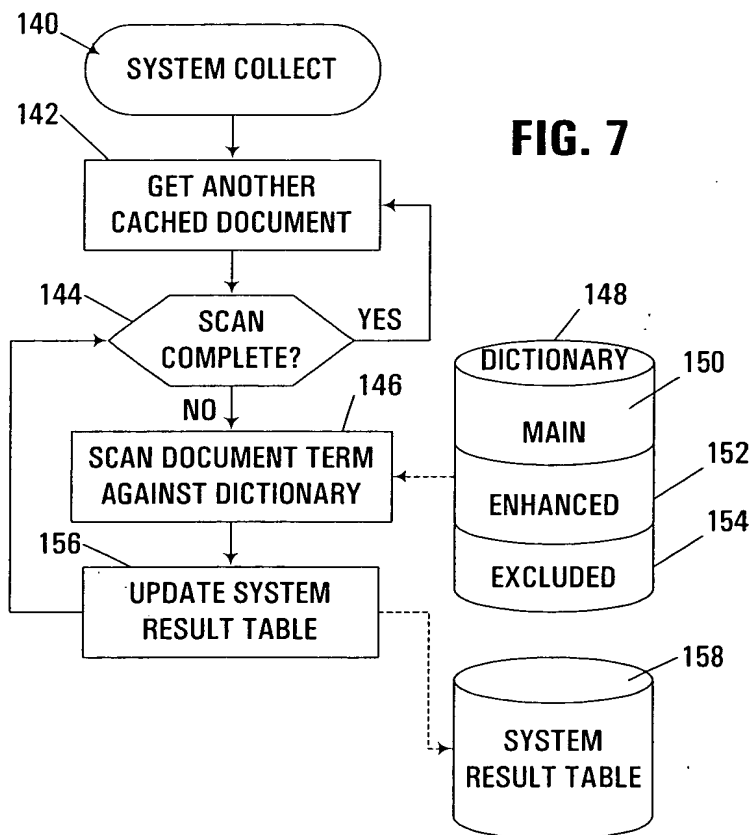 140
SYSTEM COLLECT
142
FIG. 7
GET ANOTHER
CACHED DOCUMENT
144
SCAN
COMPLETE?
YES
NO
146
148
DICTIONARY
150
MAIN
SCAN DOCUMENT TERM
AGAINST DICTIONARY
152
ENHANCED
154
EXCLUDED
156
UPDATE SYSTEM
RESULT TABLE
158
SYSTEM
RESULT TABLE